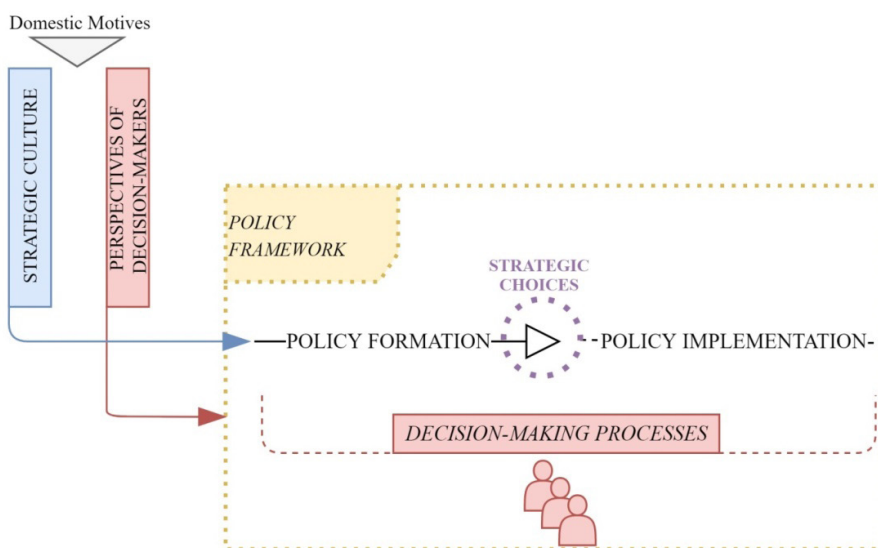 Domestic Motives
STRATEGIC CULTURE
PERSPECTIVES OF
DECISION-MAKERS
POLICY
FRAMEWORK
STRATEGIC
CHOICES
POLICY FORMATION
POLICY IMPLEMENTATION
DECISION-MAKING PROCESSES